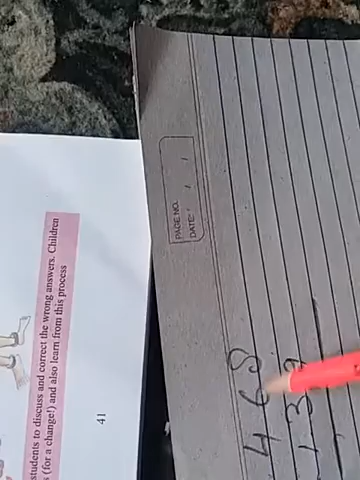 students to discuss and correct the wrong answers. Children
(for a change!) and also learn from this process
41
PAGE NO.
DATE:
468
139